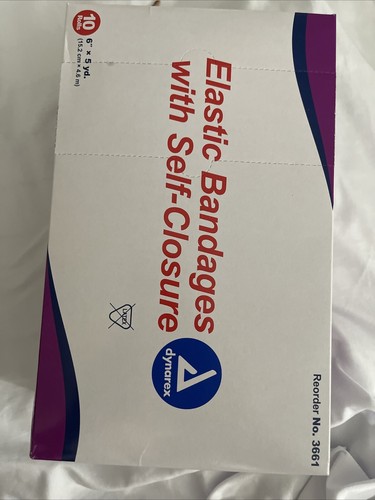 10
Rolls
6" x 5 yd.
(15.2 cm x 4.6 m)
Elastic Bandages
with Self-Closure
dynarex
Reorder No. 3661